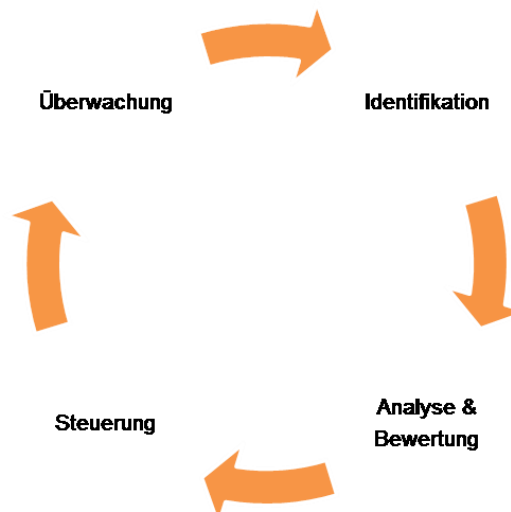 Überwachung
Identifikation
Analyse &
Bewertung
Steuerung